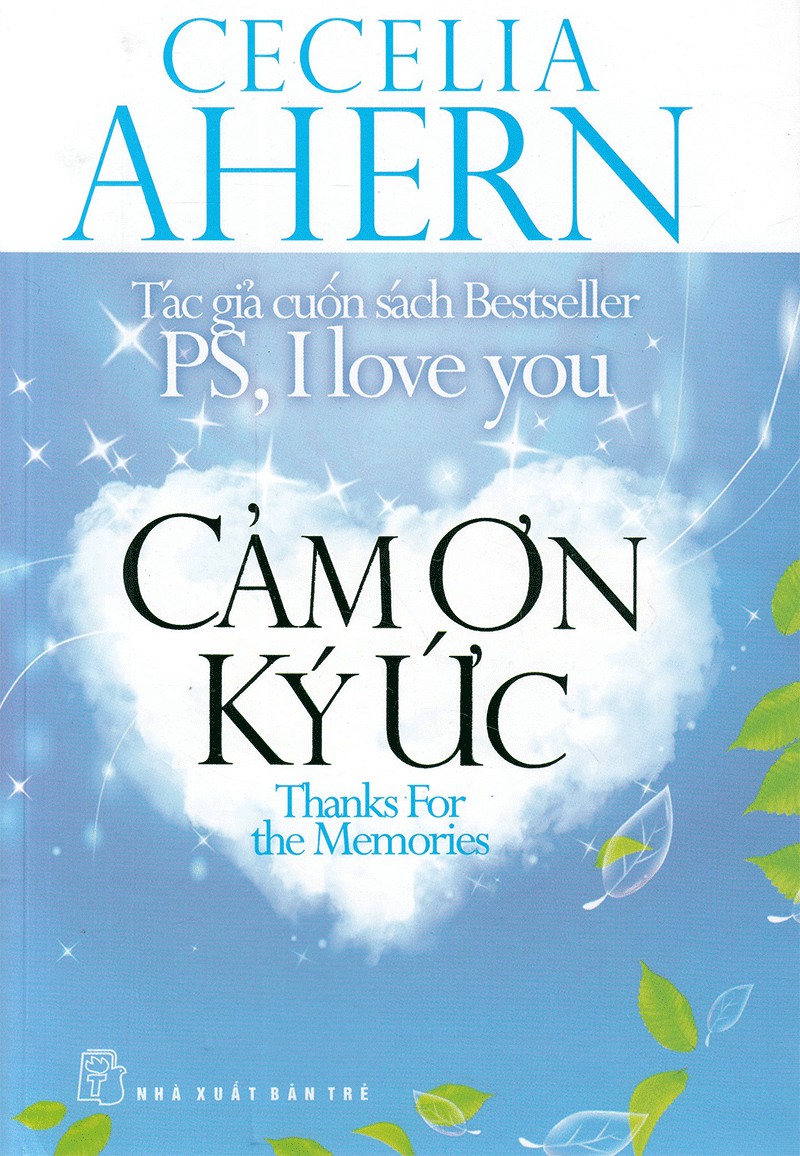 CECELIA
AHERN
Tác giả cuốn sách Bestseller
PS, I love you
CẢM ƠN
KÝ ỨC
Thanks For
the Memories
T
NHÀ XUẤT BẢN TRẺ